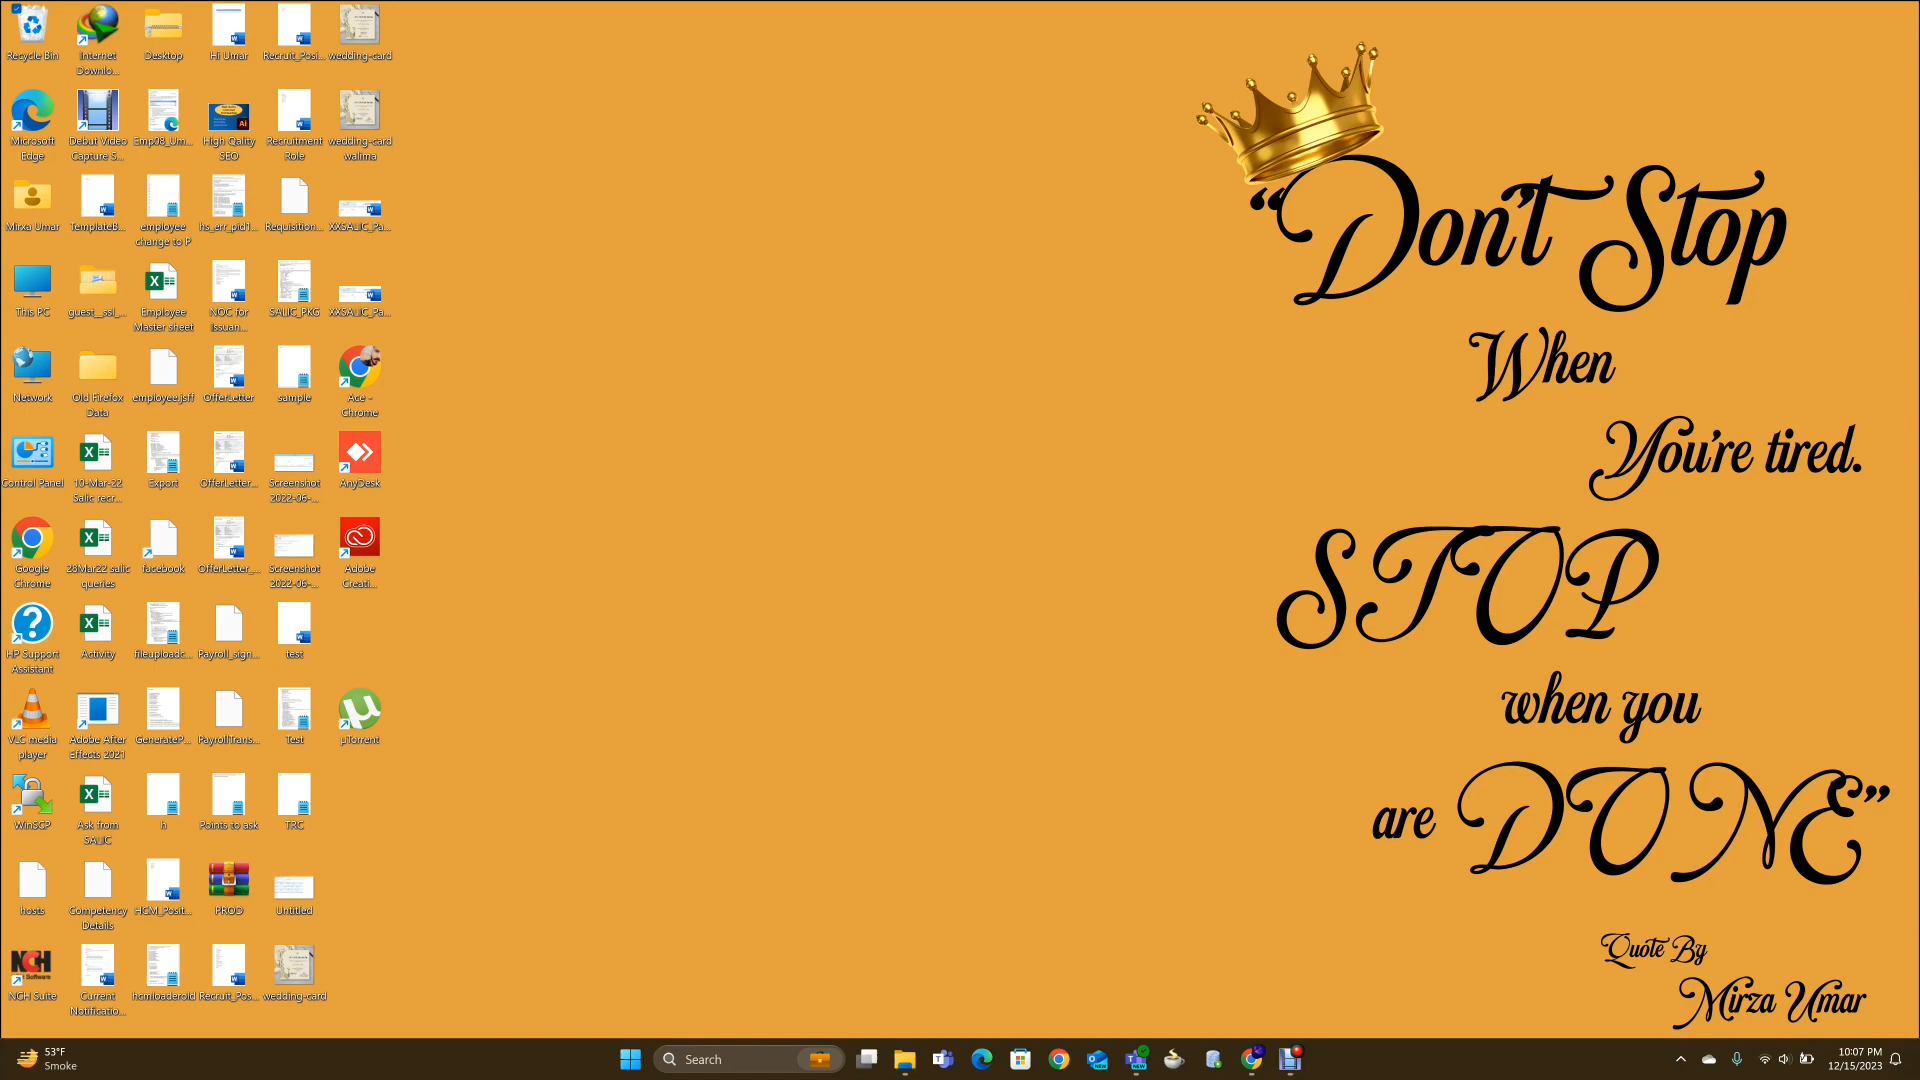 Recycle Bin
Internet
Downlo...
Desktop
Hi Umar
Recruit_Posi...
wedding-card
Microsoft
Edge
Debut Video
Capture S...
Emp08_Um...
High Qality
SEO
Recruitment
Role
wedding-card
walima
Mirxa Umar
TemplateB...
employee
change to P
hs_err_pid1...
Requisition...
XXSALIC_Pa...
This PC
guest__ssl_...
Employee
Master sheet
NOC for
Issuan...
SALIC_PKG
XXSALIC_Pa...
Network
Old Firefox
Data
employee.jsff
OfferLetter
sample
Ace -
Chrome
Control Panel
10-Mar-22
Salic recr...
Export
OfferLetter...
Screenshot
2022-06-...
AnyDesk
Google
Chrome
28Mar22 salic
queries
facebook
OfferLetter_...
Screenshot
2022-06-...
Adobe
Creati...
HP Support
Assistant
Activity
fileuploadc...
Payroll_sign...
test
VLC media
player
Adobe After
Effects 2021
GenerateP...
PayrollTrans...
Test
µTorrent
WinSCP
Ask from
SALIC
h
Points to ask
TRC
hosts
Competency
Details
HCM_Posit...
PROD
Untitled
NCH Suite
Current
Notificatio...
hcmloaderold
Recruit_Pos...
wedding-card
“Don't Stop
When
You're tired.
STOP
when you
are DONE”
Quote By
Mirza Umar
53°F
Smoke
Search
10:07 PM
12/15/2023